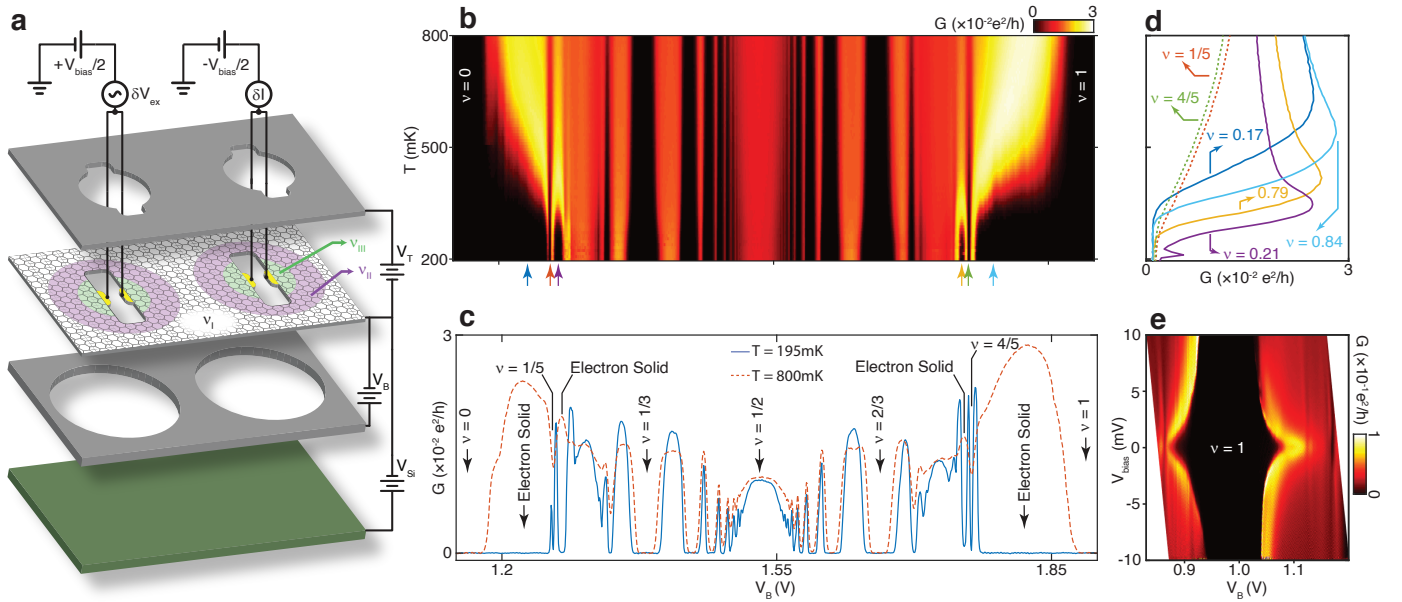 a
+V_bias/2
-V_bias/2
δV_ex
δI
V_T
ν_III
ν_II
ν_I
V_B
V_Si
b
G (×10⁻²e²/h)
0
3
800
500
200
T (mK)
ν = 0
ν = 1
c
3
0
G (×10⁻² e²/h)
ν = 0
Electron Solid
ν = 1/5
Electron Solid
ν = 1/3
T = 195mK
T = 800mK
ν = 1/2
ν = 2/3
Electron Solid
ν = 4/5
Electron Solid
ν = 1
1.2
1.55
1.85
V_B (V)
d
ν = 1/5
ν = 4/5
ν = 0.17
0.79
ν = 0.84
ν = 0.21
0
3
G (×10⁻² e²/h)
e
10
5
0
-5
-10
V_bias (mV)
ν = 1
0.9
1.0
1.1
V_B (V)
G (×10⁻¹e²/h)
1
0